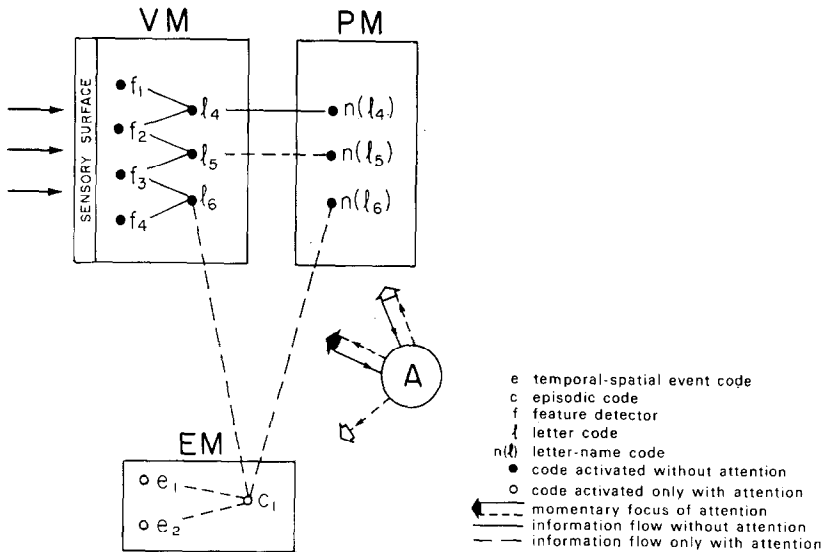 VM
PM
SENSORY SURFACE
f1
f2
f3
f4
ℓ4
ℓ5
ℓ6
n(ℓ4)
n(ℓ5)
n(ℓ6)
A
EM
e1
e2
c1
e temporal-spatial event code
c episodic code
f feature detector
ℓ letter code
n(ℓ) letter-name code
● code activated without attention
○ code activated only with attention
momentary focus of attention
information flow without attention
information flow only with attention